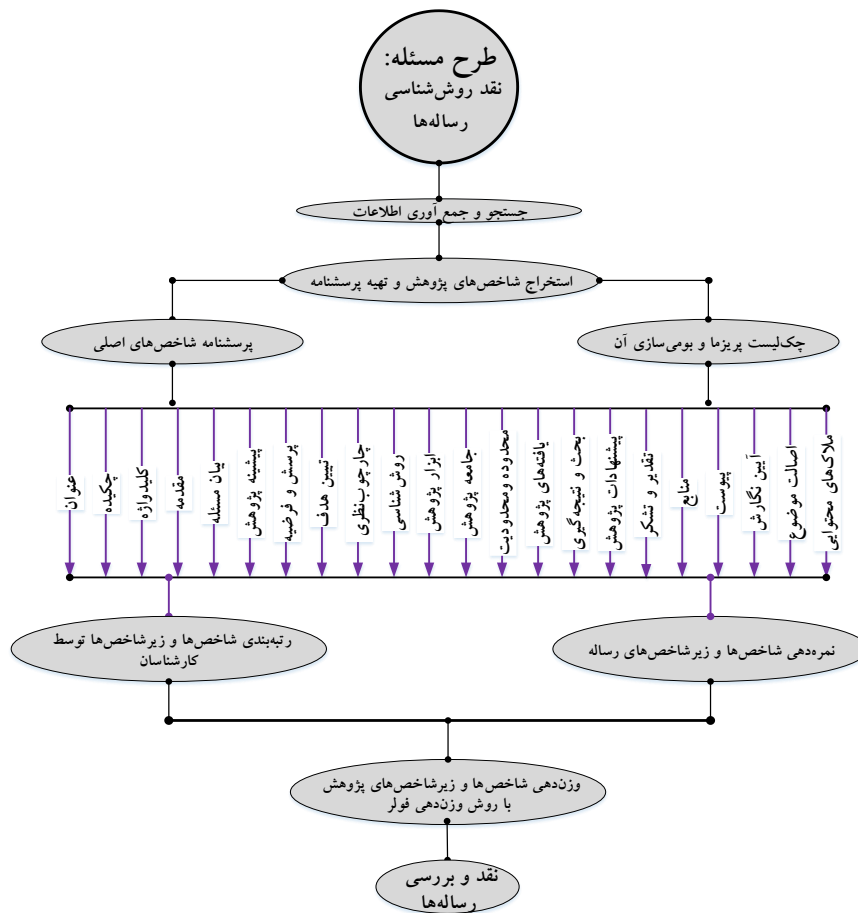 طرح مسئله:
نقد روش‌شناسی
رساله‌ها
جستجو و جمع آوری اطلاعات
استخراج شاخص‌های پژوهش و تهیه پرسشنامه
چک‌لیست پریزما و بومی‌سازی آن
پرسشنامه شاخص‌های اصلی
ملاک‌های محتوایی
اصالت موضوع
آیین نگارش
پیوست
منابع
تقدیر و تشکر
پیشنهادات پژوهش
بحث و نتیجه‌گیری
یافته‌های پژوهش
محدوده ومحدودیت
جامعه پژوهش
ابزار پژوهش
روش‌شناسی
چارچوب‌نظری
تبیین هدف
پرسش و فرضیه
پیشینه پژوهش
بیان مسئله
مقدمه
کلیدواژه
چکیده
عنوان
نمره‌دهی شاخص‌ها و زیرشاخص‌های رساله
رتبه‌بندی شاخص‌ها و زیرشاخص‌ها توسط
کارشناسان
وزن‌دهی شاخص‌ها و زیرشاخص‌های پژوهش
با روش وزن‌دهی فولر
نقد و بررسی
رساله‌ها